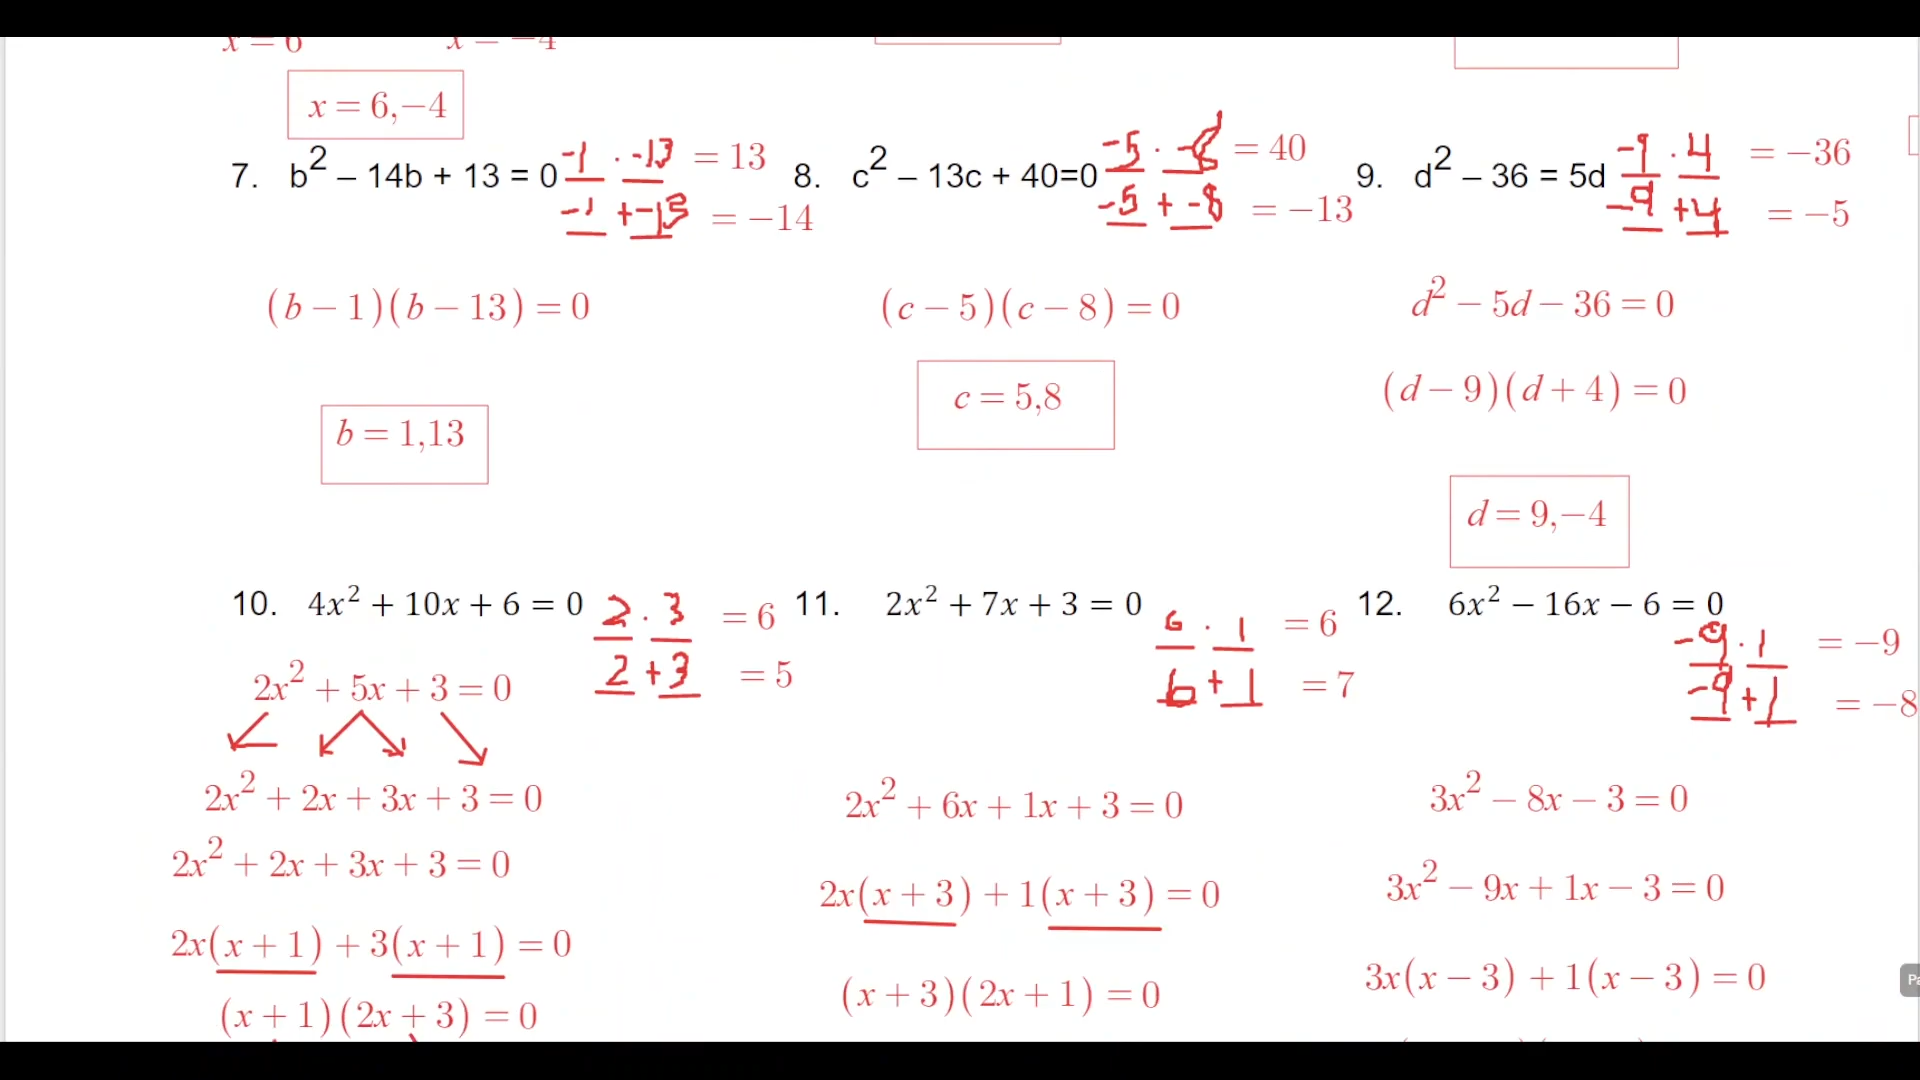 x = 6 x = −4
x = 6,−4
7. b² – 14b + 13 = 0
-1 · -13 = 13
-1 + -13 = −14
(b − 1)(b − 13) = 0
b = 1,13
8. c² – 13c + 40=0
-5 · -8 = 40
-5 + -8 = −13
(c − 5)(c − 8) = 0
c = 5,8
9. d² – 36 = 5d
-9 · 4 = −36
-9 +4 = −5
d² − 5d − 36 = 0
(d − 9)(d + 4) = 0
d = 9,−4
10. 4x² + 10x + 6 = 0
2 · 3 = 6
2 + 3 = 5
2x² + 5x + 3 = 0
2x² + 2x + 3x + 3 = 0
2x² + 2x + 3x + 3 = 0
2x(x + 1) + 3(x + 1) = 0
(x + 1)(2x + 3) = 0
11. 2x² + 7x + 3 = 0
6 · 1 = 6
6 + 1 = 7
2x² + 6x + 1x + 3 = 0
2x(x + 3) + 1(x + 3) = 0
(x + 3)(2x + 1) = 0
12. 6x² − 16x − 6 = 0
-9 · 1 = −9
-9 + 1 = −8
3x² − 8x − 3 = 0
3x² − 9x + 1x − 3 = 0
3x(x − 3) + 1(x − 3) = 0